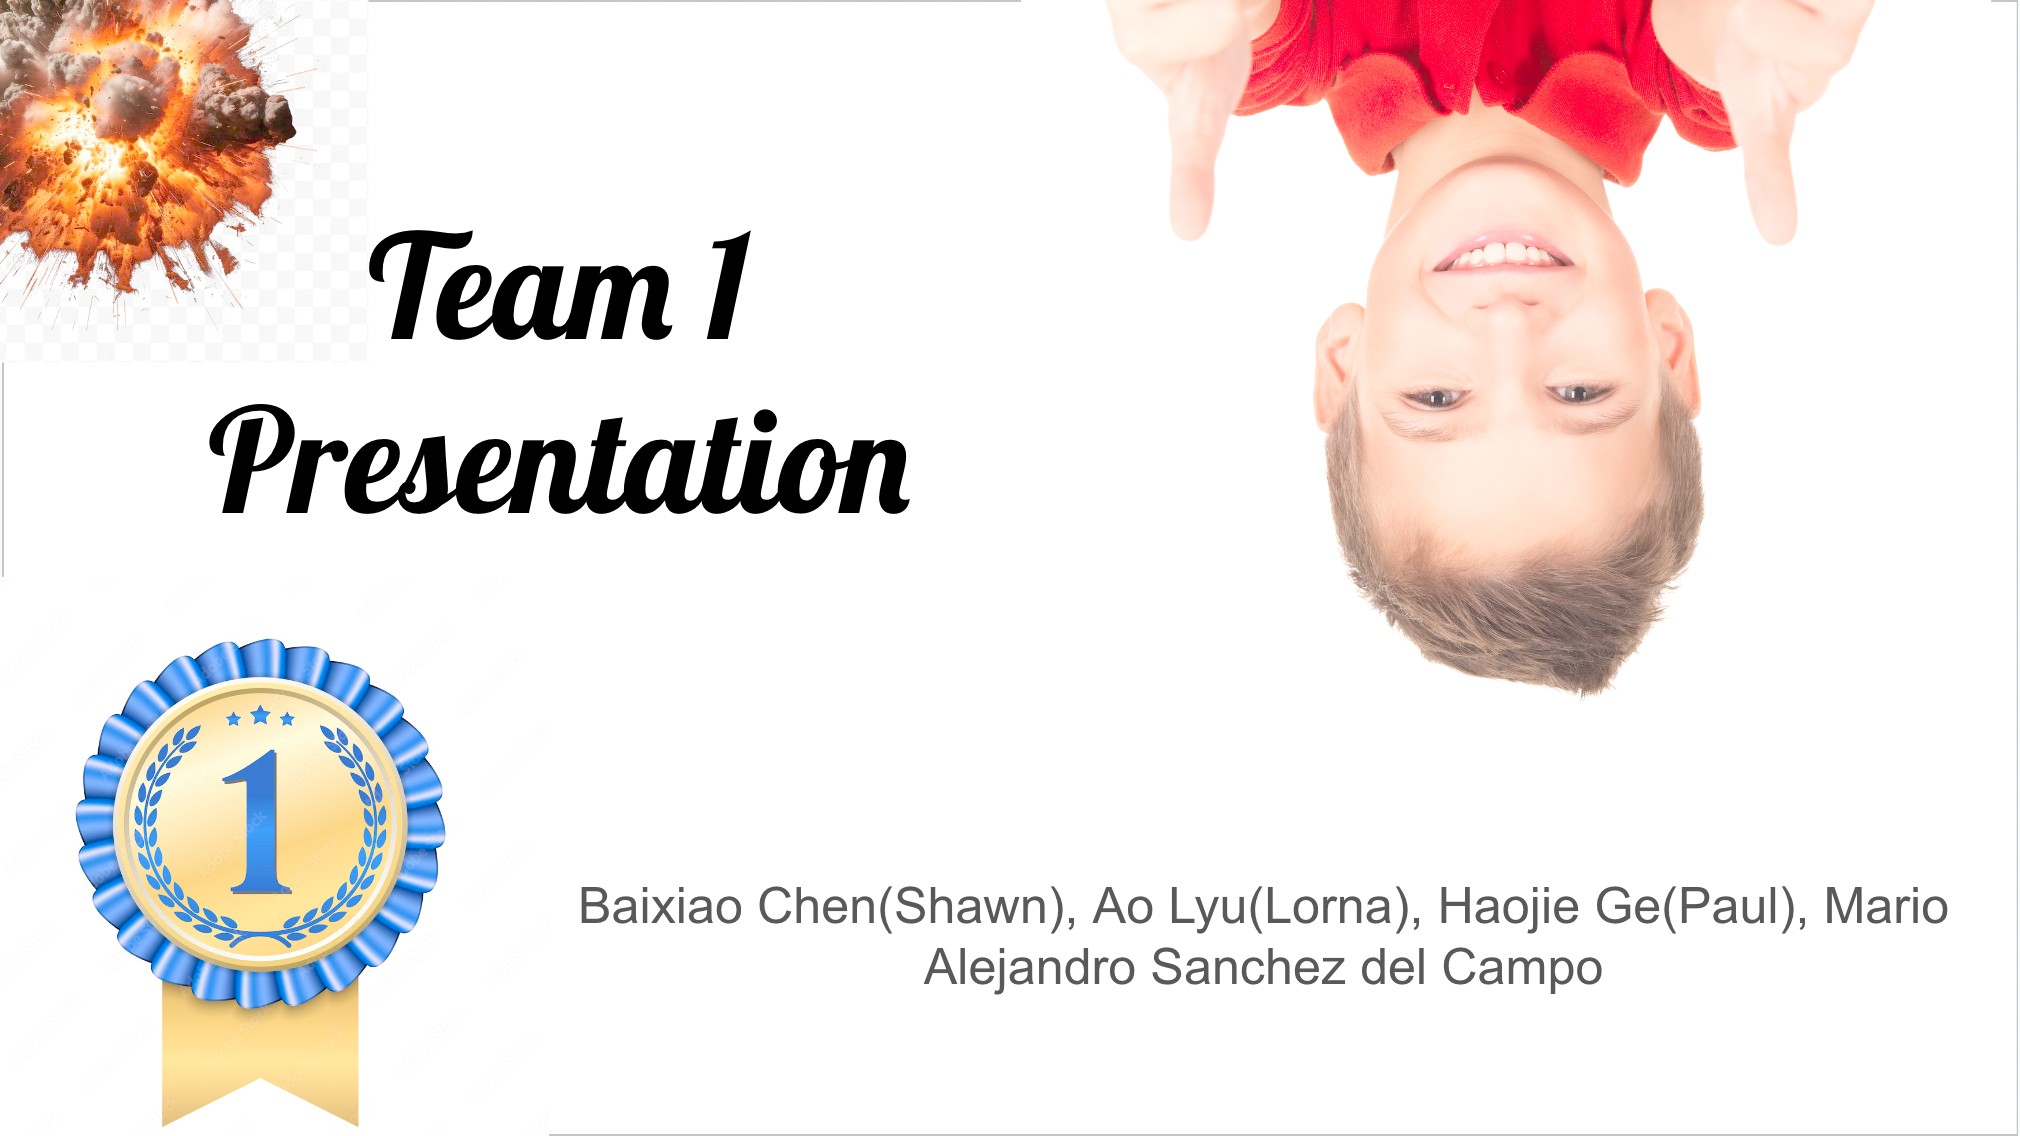 Team 1
Presentation
1
Baixiao Chen(Shawn), Ao Lyu(Lorna), Haojie Ge(Paul), Mario
Alejandro Sanchez del Campo